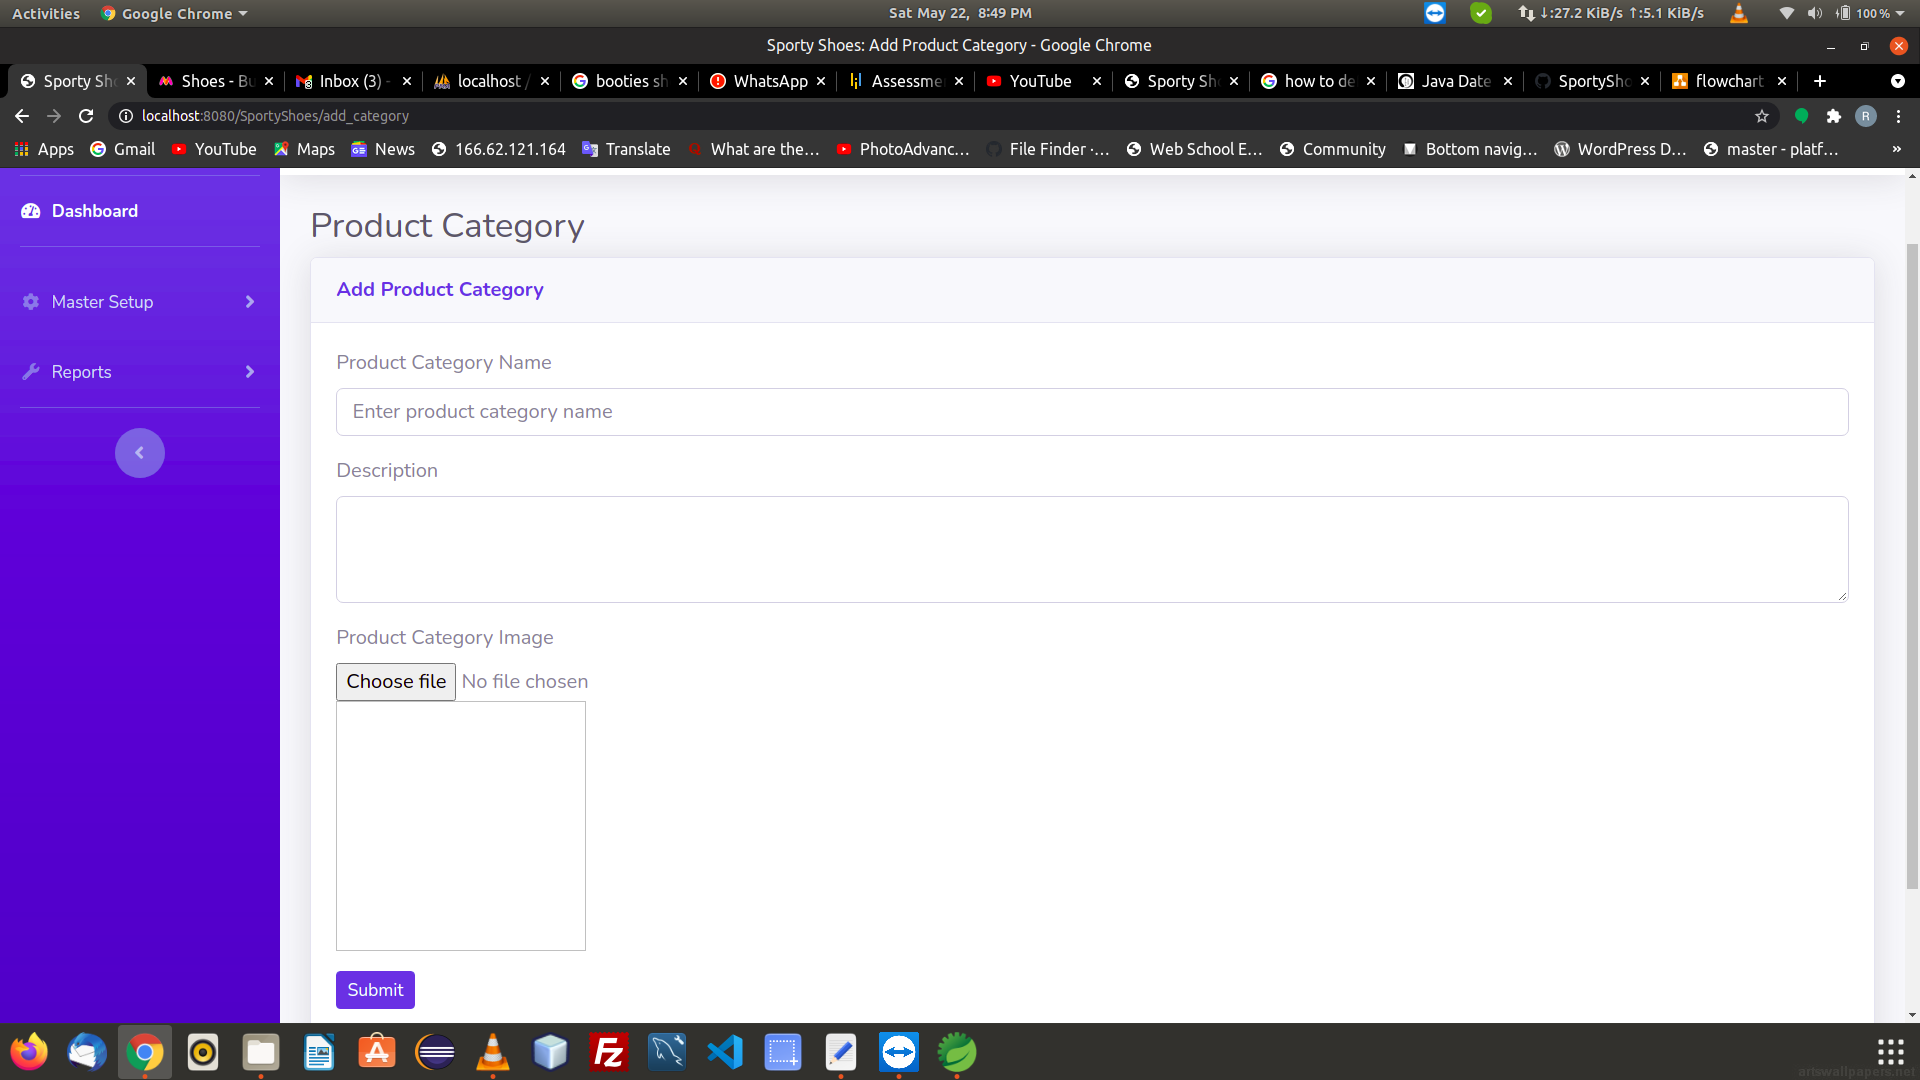 Activities Google Chrome Sat May 22, 8:49 PM ↓:27.2 KiB/s ↑:5.1 KiB/s 100 %
Sporty Shoes: Add Product Category - Google Chrome
Sporty Sh Shoes - Bu Inbox (3) - localhost / booties sh WhatsApp Assessme YouTube Sporty Sh how to de Java Date SportySho flowchart
localhost:8080/SportyShoes/add_category R
Apps Gmail YouTube Maps News 166.62.121.164 Translate What are the... PhotoAdvanc... File Finder ·... Web School E... Community Bottom navig... WordPress D... master - platf... »
Dashboard
Master Setup
Reports
Product Category
Add Product Category
Product Category Name
Enter product category name
Description
Product Category Image
Choose file No file chosen
Submit
artswallpapers.net